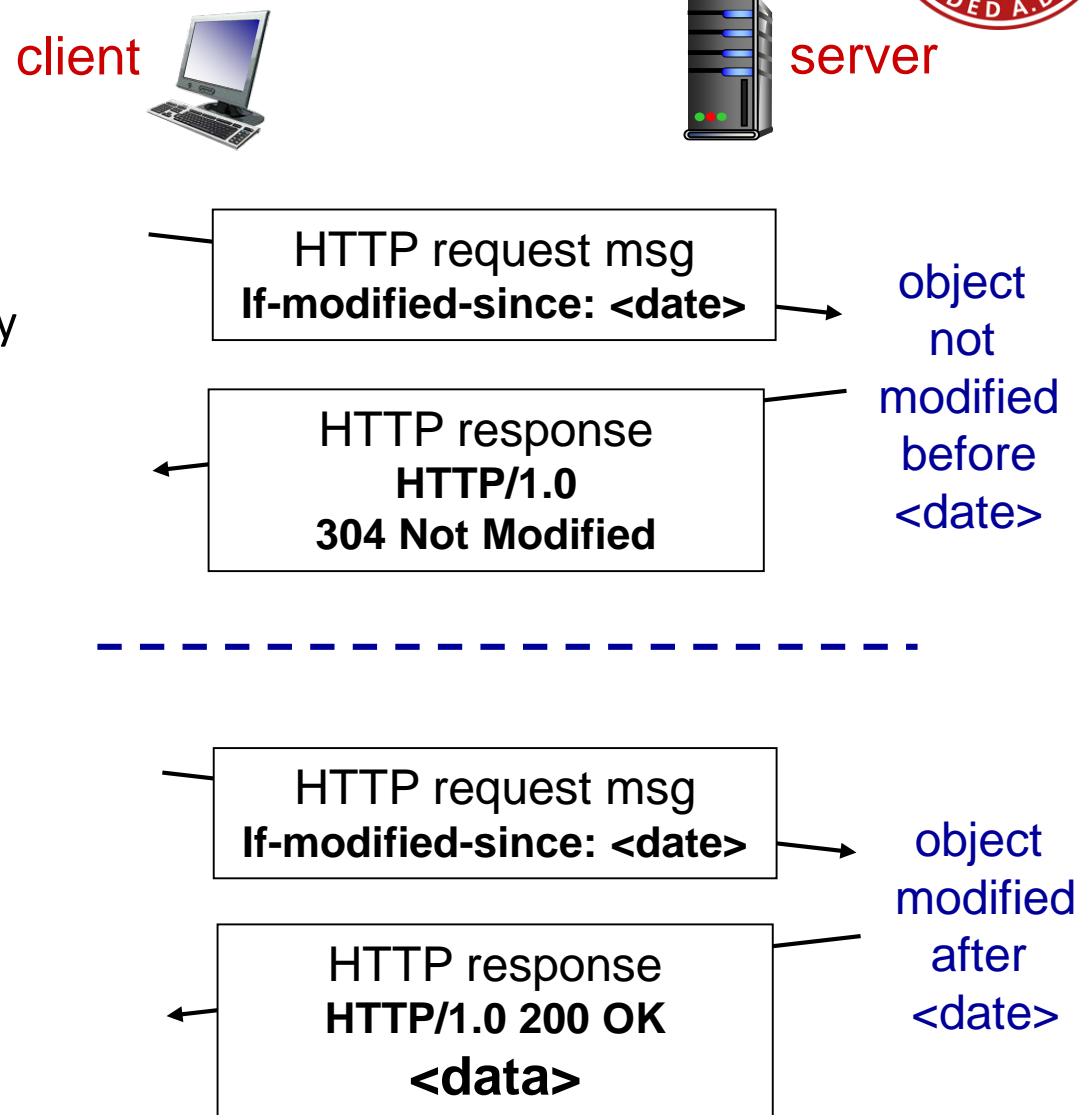 DED A.D
client
server
HTTP request msg
If-modified-since: <date>
object
not
modified
before
<date>
y
HTTP response
HTTP/1.0
304 Not Modified
HTTP request msg
If-modified-since: <date>
object
modified
after
<date>
HTTP response
HTTP/1.0 200 OK
<data>